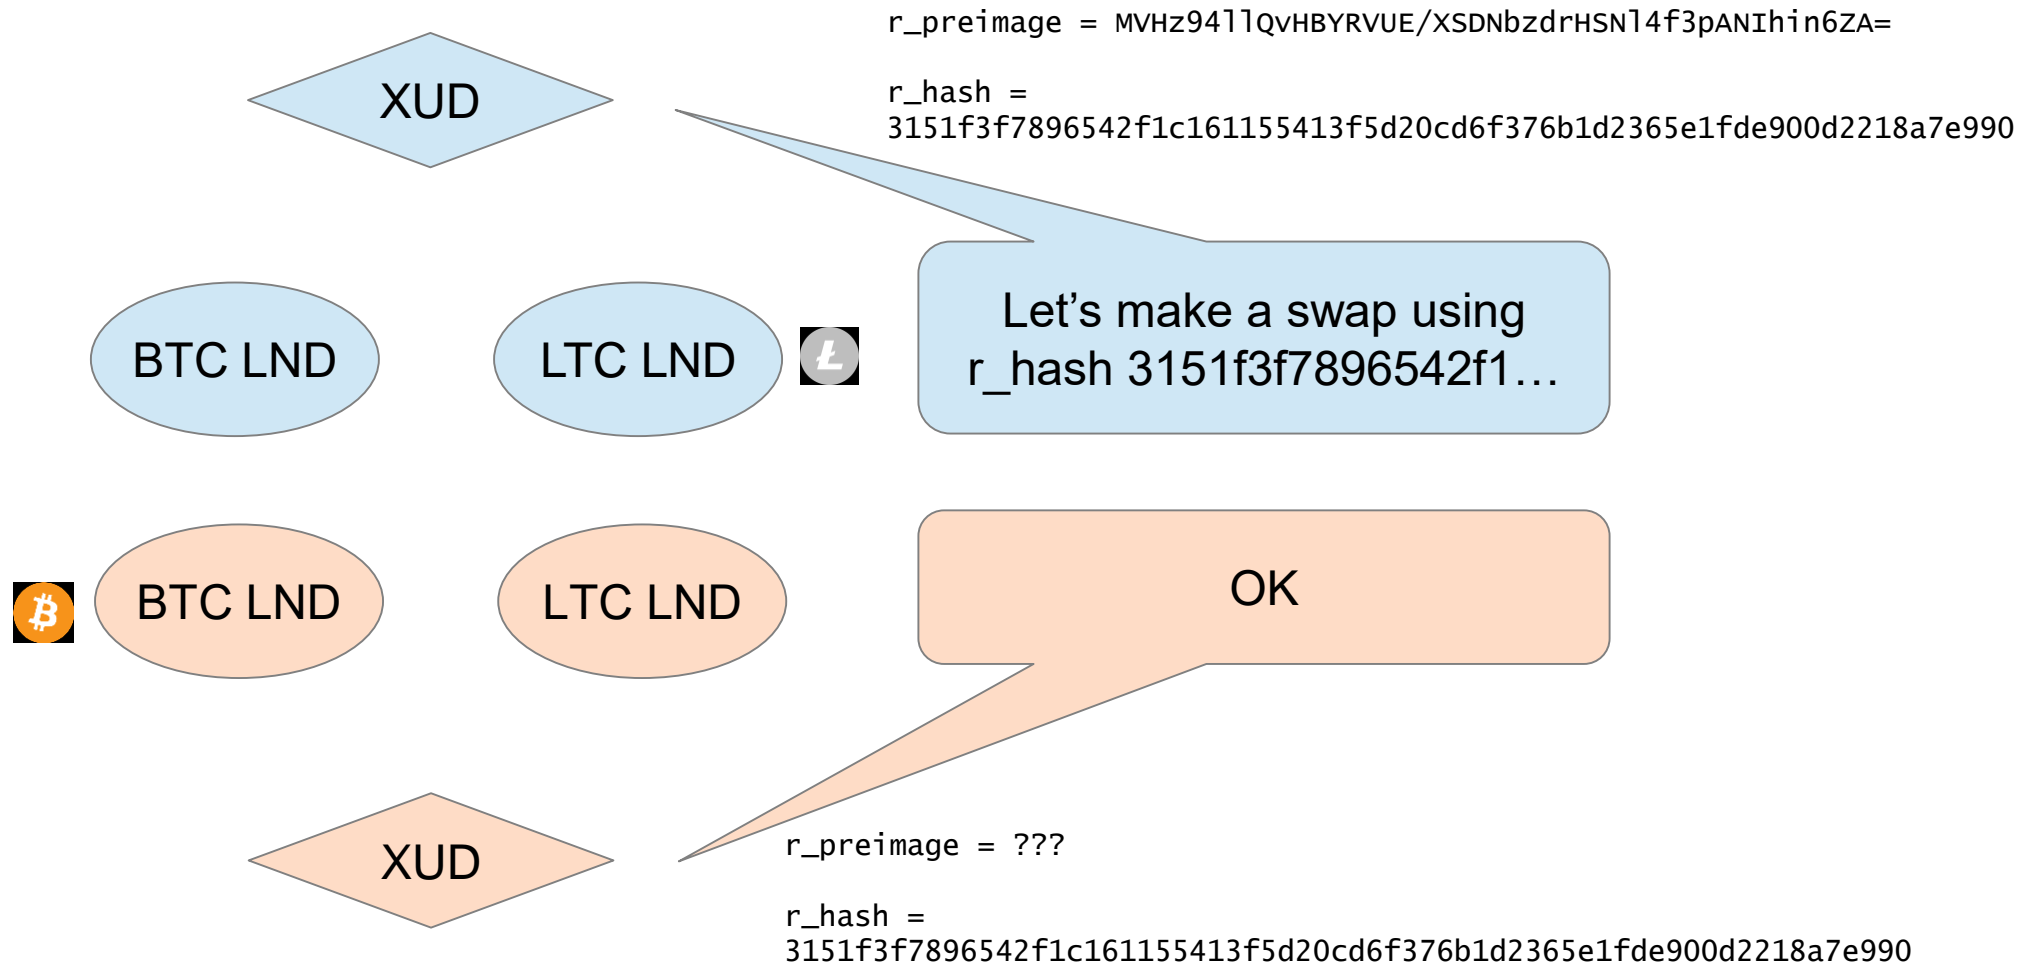 r_preimage = MVHz94llQvHBYRVUE/XSDNbzdrHSNl4f3pANIhin6ZA=
XUD
r_hash =
3151f3f7896542f1c161155413f5d20cd6f376b1d2365e1fde900d2218a7e990
Let’s make a swap using
r_hash 3151f3f7896542f1…
BTC LND
LTC LND
BTC LND
LTC LND
OK
XUD
r_preimage = ???
r_hash =
3151f3f7896542f1c161155413f5d20cd6f376b1d2365e1fde900d2218a7e990